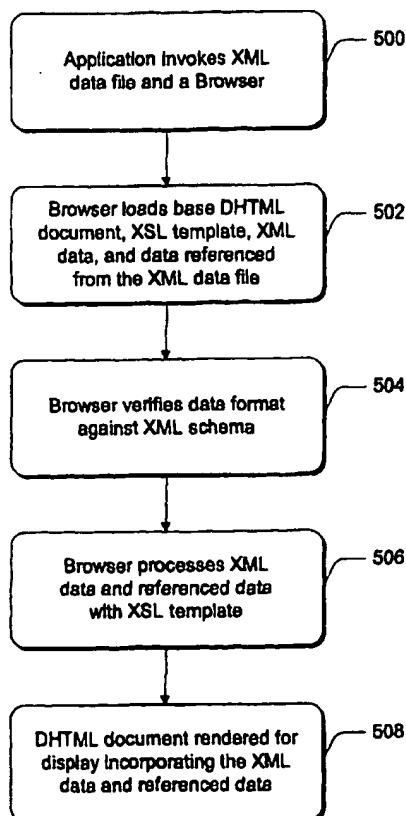 Application invokes XML
data file and a Browser
500
Browser loads base DHTML
document, XSL template, XML
data, and data referenced
from the XML data file
502
Browser verifies data format
against XML schema
504
Browser processes XML
data and referenced data
with XSL template
506
DHTML document rendered for
display incorporating the XML
data and referenced data
508